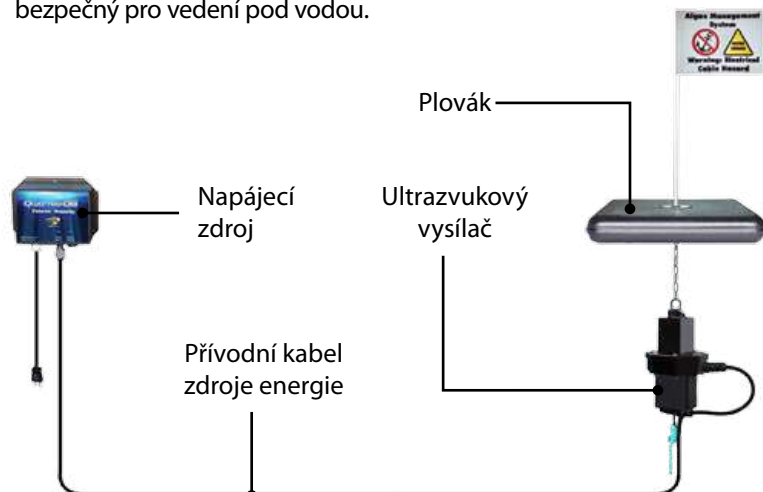 bezpečný pro vedení pod vodou.
Algae Management
System
Warning: Electrical
Cable Hazard
Plovák
Napájecí
zdroj
Ultrazvukový
vysílač
Přívodní kabel
zdroje energie